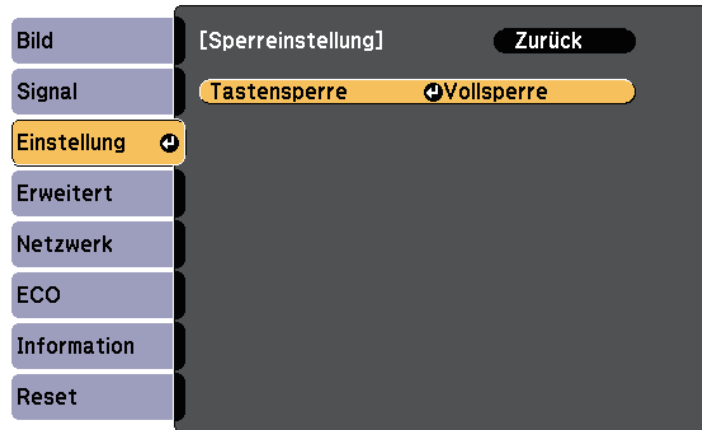 Bild
Signal
Einstellung
Erweitert
Netzwerk
ECO
Information
Reset
[Sperreinstellung] Zurück
Tastensperre Vollsperre